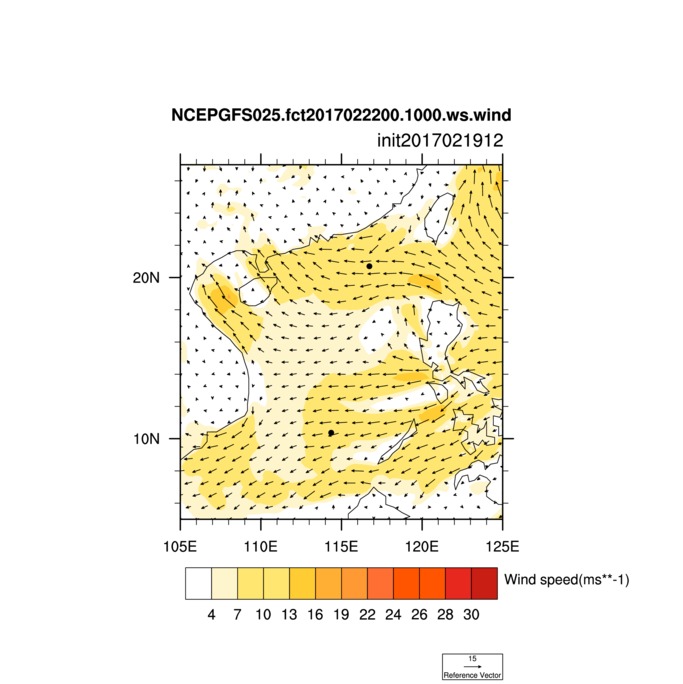 NCEPGFS025.fct2017022200.1000.ws.wind
init2017021912
20N
10N
105E 110E 115E 120E 125E
Wind speed(ms**-1)
4 7 10 13 16 19 22 24 26 28 30
15
Reference Vector